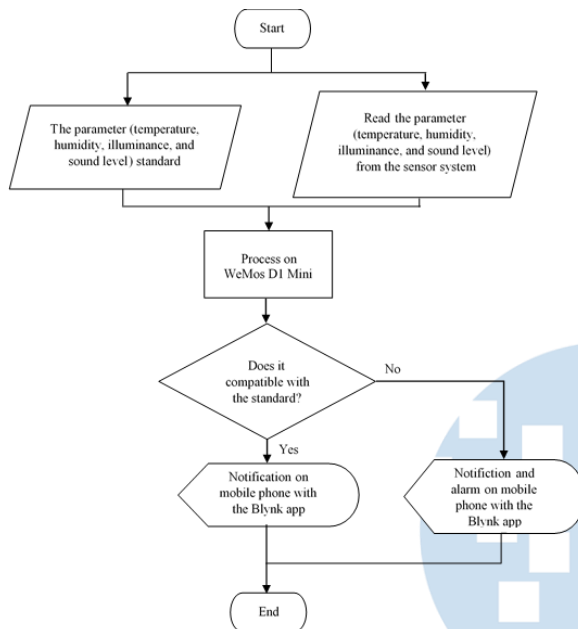 Start
The parameter (temperature,
humidity, illuminance, and
sound level) standard
Read the parameter
(temperature, humidity,
illuminance, and sound level)
from the sensor system
Process on
WeMos D1 Mini
Does it
compatible with
the standard?
No
Yes
Notification on
mobile phone with
the Blynk app
Notifiction and
alarm on mobile
phone with the
Blynk app
End